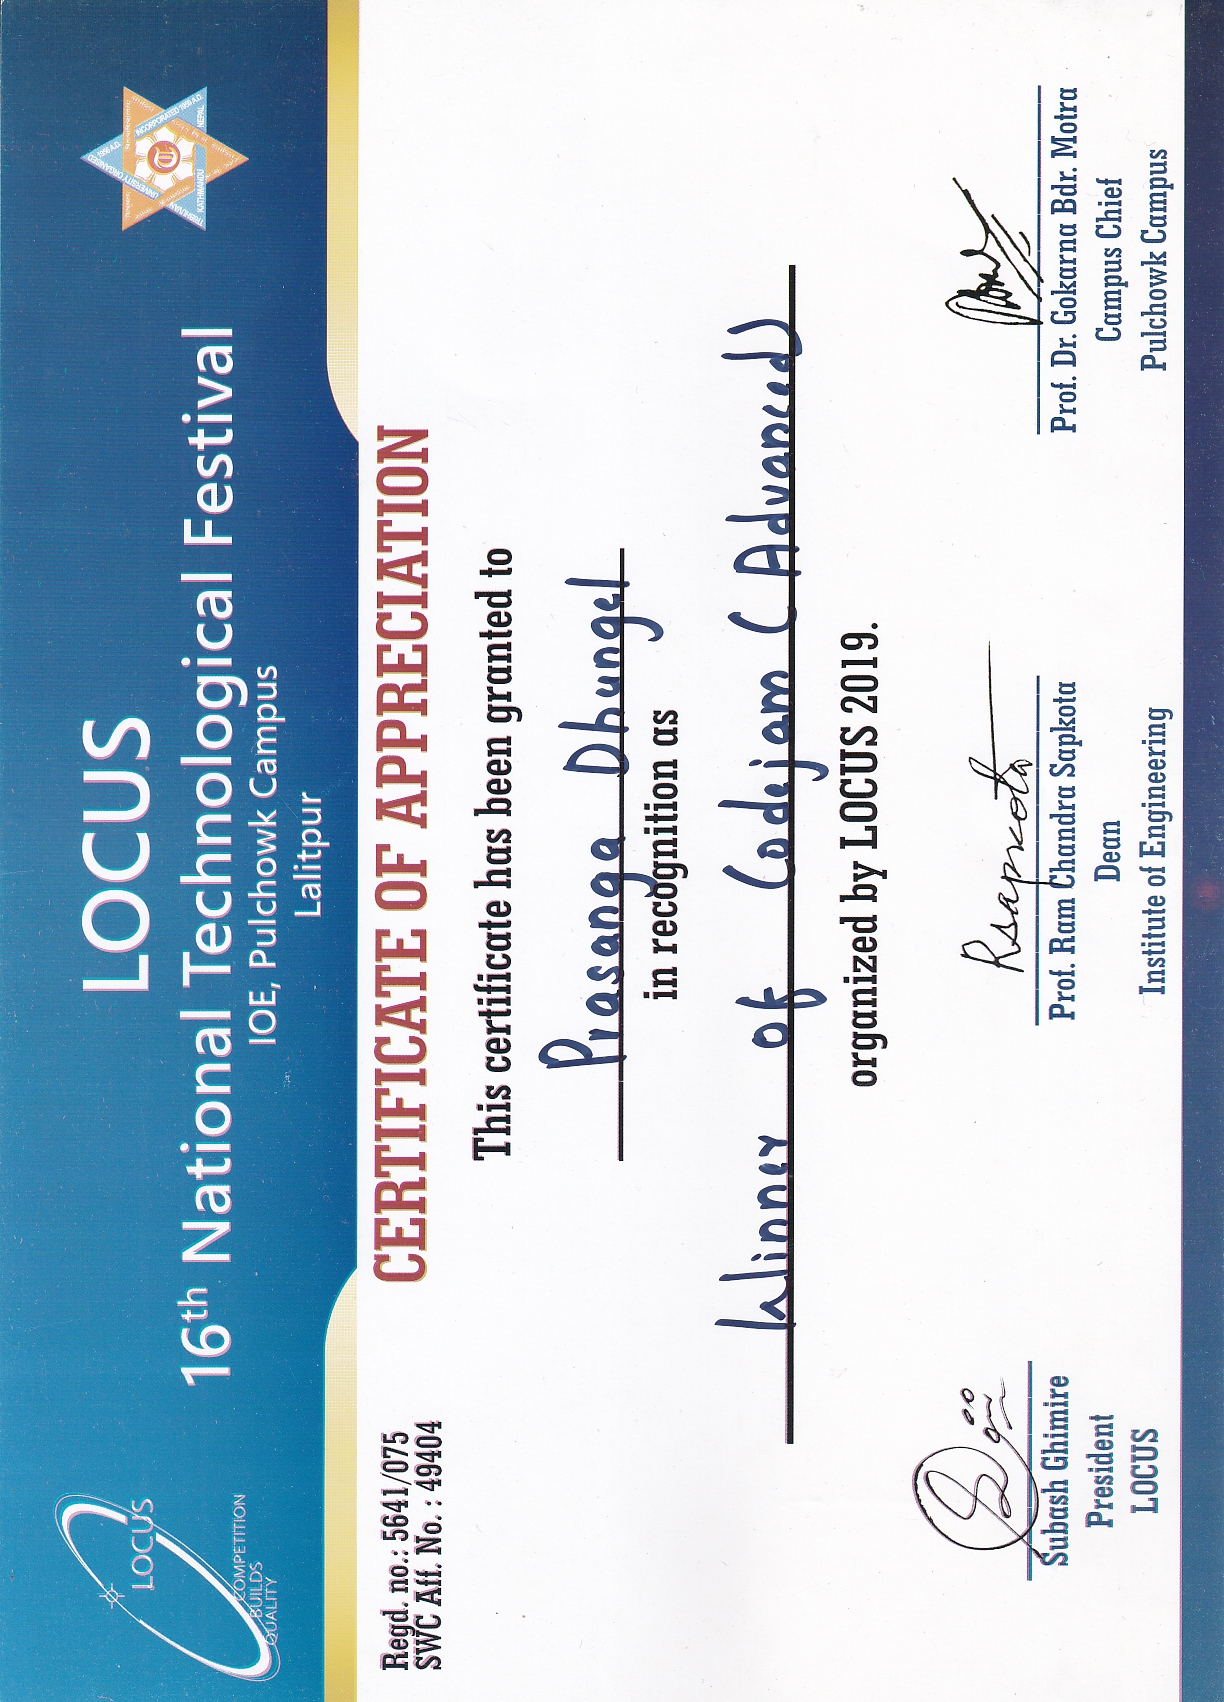 LOCUS
COMPETITION
BUILDS
QUALITY
LOCUS
16th National Technological Festival
IOE, Pulchowk Campus
Lalitpur
KATHMANDU
NEPAL
Regd. no.: 5641/075
SWC Aff. No. : 49404
CERTIFICATE OF APPRECIATION
This certificate has been granted to
Prasanga Dhungel
in recognition as
Winner of Codejam (Advanced)
organized by LOCUS 2019.
Rsapkota
Subash Ghimire
President
LOCUS
Prof. Ram Chandra Sapkota
Dean
Institute of Engineering
Prof. Dr. Gokarna Bdr. Motra
Campus Chief
Pulchowk Campus